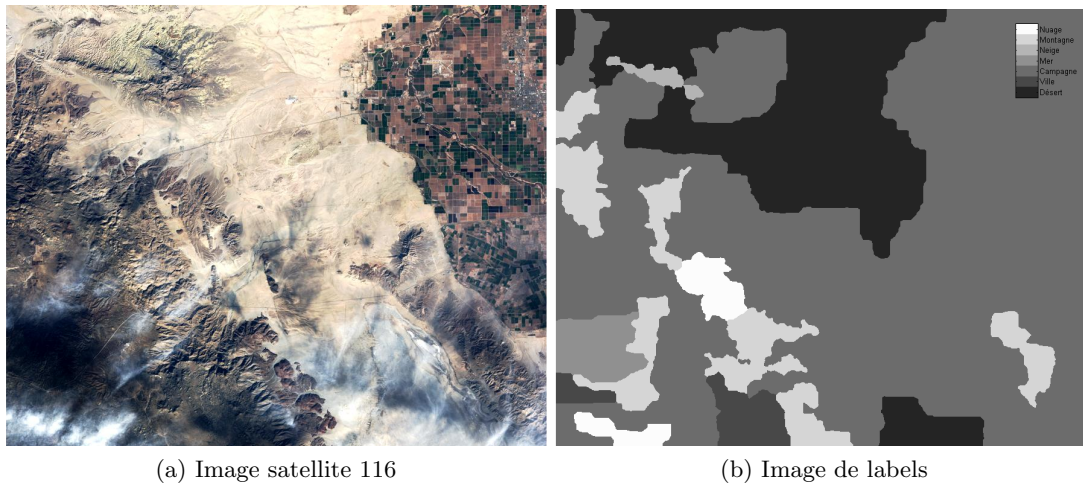 Nuage
Montagne
Neige
Mer
Campagne
Ville
Désert
(a) Image satellite 116
(b) Image de labels